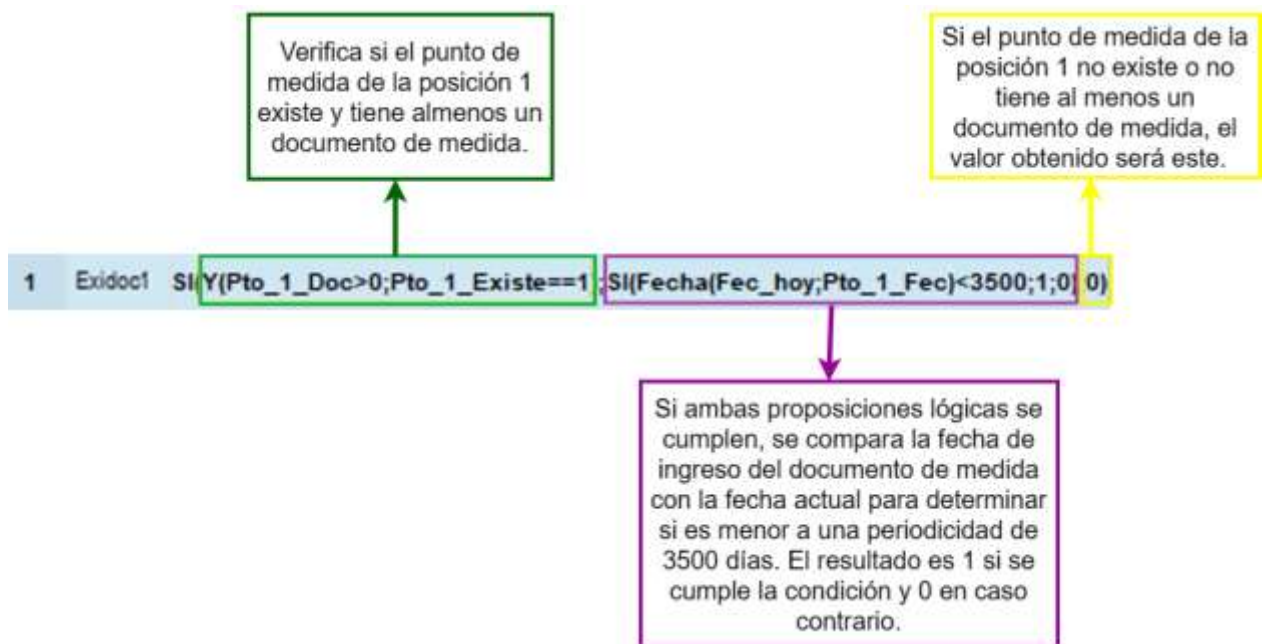 Verifica si el punto de
medida de la posición 1
existe y tiene almenos un
documento de medida.
Si el punto de medida de la
posición 1 no existe o no
tiene al menos un
documento de medida, el
valor obtenido será este.
1 Exidoc1 SI(Y(Pto_1_Doc>0;Pto_1_Existe==1);SI(Fecha(Fec_hoy;Pto_1_Fec)<3500;1;0);0)
Si ambas proposiciones lógicas se
cumplen, se compara la fecha de
ingreso del documento de medida
con la fecha actual para determinar
si es menor a una periodicidad de
3500 días. El resultado es 1 si se
cumple la condición y 0 en caso
contrario.